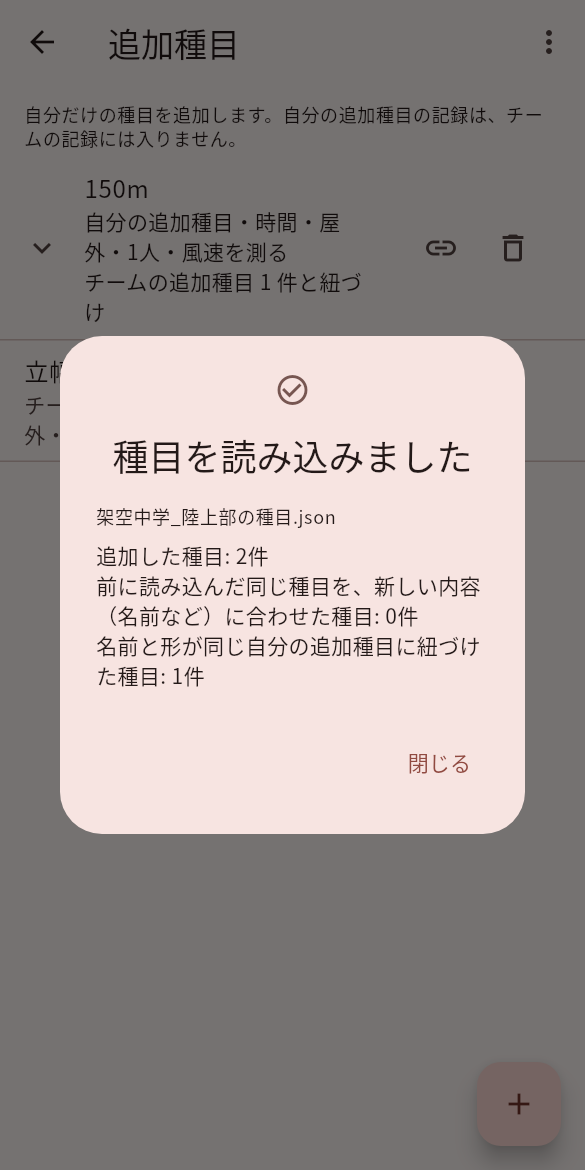 追加種目
自分だけの種目を追加します。自分の追加種目の記録は、チー
ムの記録には入りません。
150m
自分の追加種目・時間・屋
外・1人・風速を測る
チームの追加種目 1 件と紐づ
け
立
チー
外・
種目を読み込みました
架空中学_陸上部の種目.json
追加した種目: 2件
前に読み込んだ同じ種目を、新しい内容
（名前など）に合わせた種目: 0件
名前と形が同じ自分の追加種目に紐づけ
た種目: 1件
閉じる